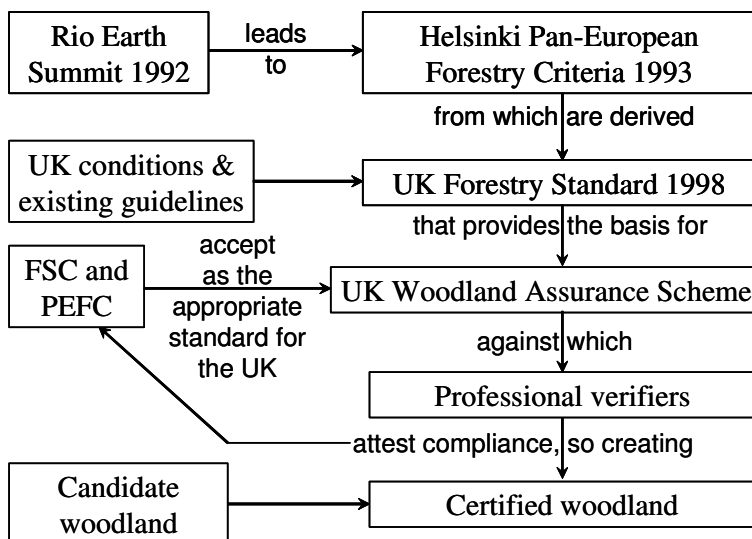 Rio Earth
Summit 1992
leads
to
Helsinki Pan-European
Forestry Criteria 1993
from which are derived
UK conditions &
existing guidelines
UK Forestry Standard 1998
that provides the basis for
FSC and
PEFC
accept
as the
appropriate
standard for
the UK
UK Woodland Assurance Scheme
against which
Professional verifiers
attest compliance, so creating
Candidate
woodland
Certified woodland